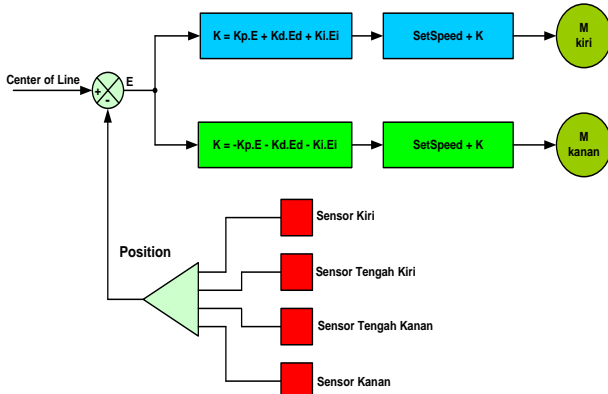 K = Kp.E + Kd.Ed + Ki.Ei
SetSpeed + K
M
kiri
Center of Line
+
-
E
K = -Kp.E - Kd.Ed - Ki.Ei
SetSpeed + K
M
kanan
Sensor Kiri
Position
Sensor Tengah Kiri
Sensor Tengah Kanan
Sensor Kanan